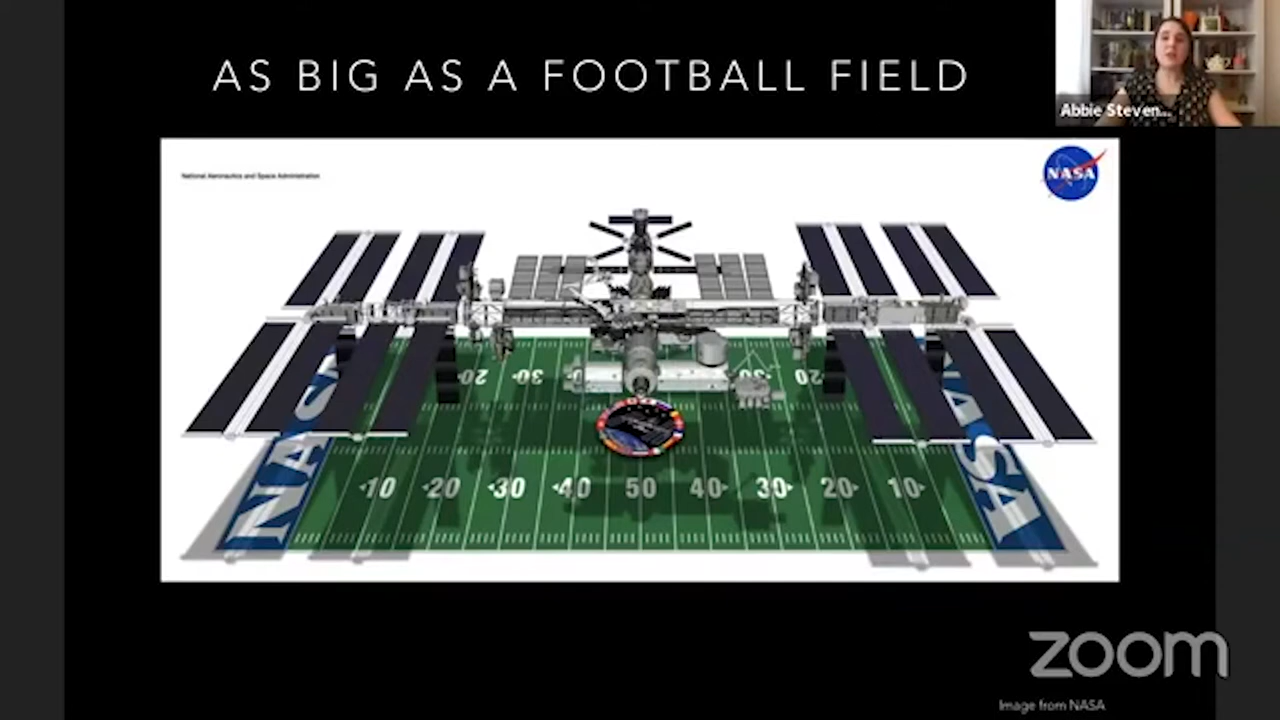 AS BIG AS A FOOTBALL FIELD
Abbie Steven...
National Aeronautics and Space Administration
NASA
20 30 20
NASA NASA
10 20 30 40 50 40 30 20 10
zoom
Image from NASA